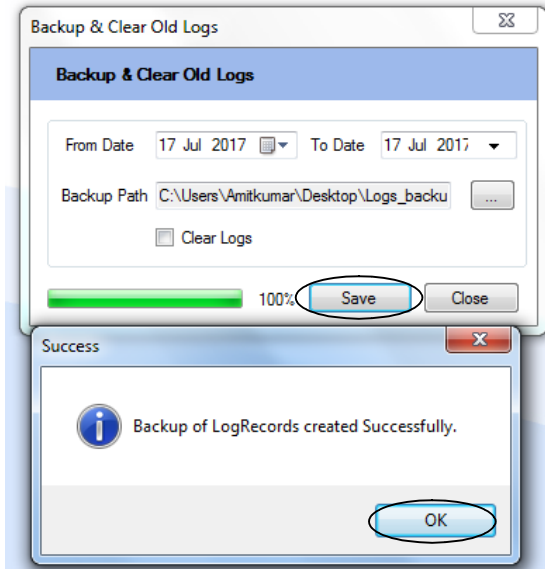 Backup & Clear Old Logs
Backup & Clear Old Logs
From Date 17 Jul 2017 To Date 17 Jul 2017
Backup Path C:\Users\Amitkumar\Desktop\Logs_backu ...
Clear Logs
100% Save Close
Success
Backup of LogRecords created Successfully.
OK